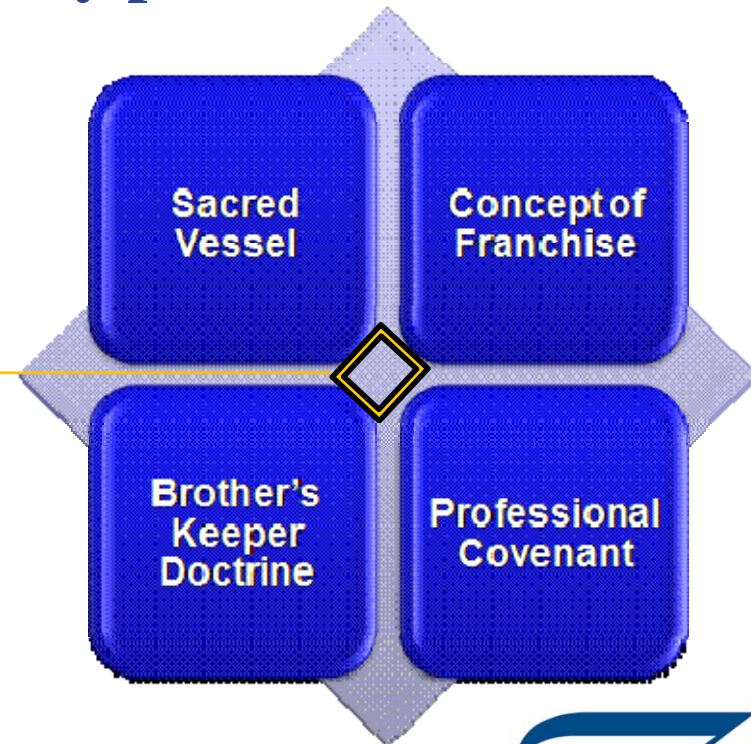 Sacred
Vessel
Concept of
Franchise
Brother's
Keeper
Doctrine
Professional
Covenant